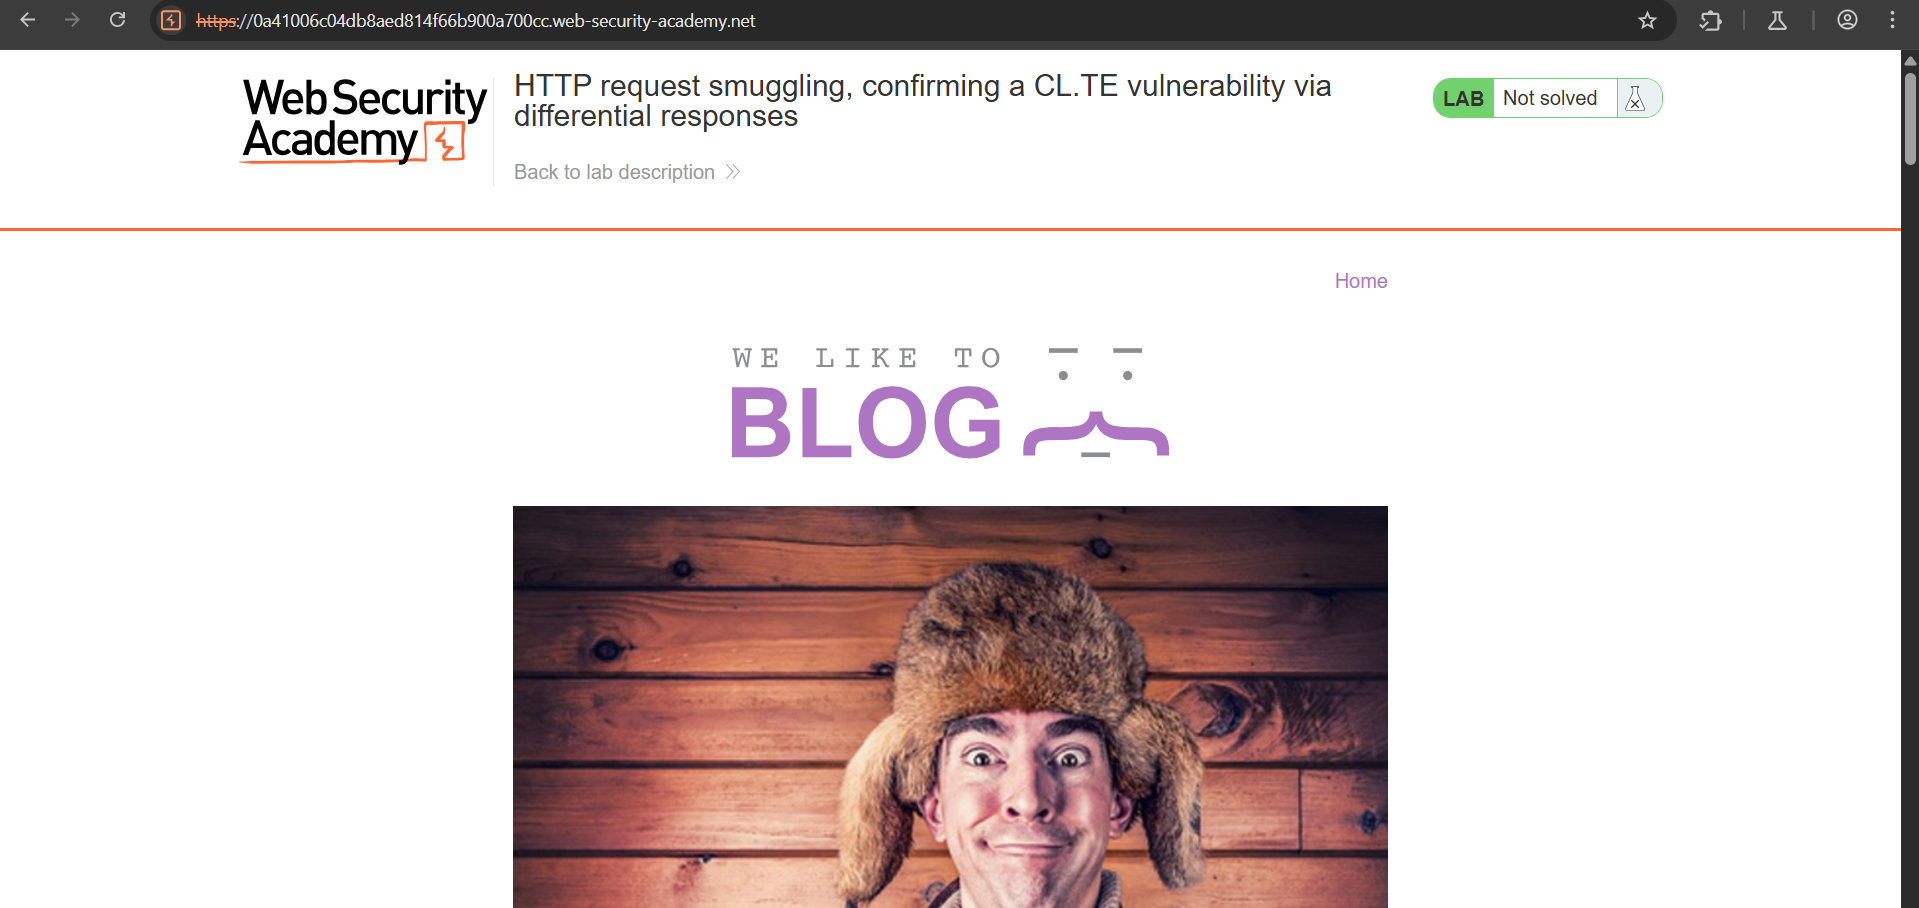 https://0a41006c04db8aed814f66b900a700cc.web-security-academy.net
Web Security
Academy
HTTP request smuggling, confirming a CL.TE vulnerability via
differential responses
Back to lab description
LAB Not solved
Home
WE LIKE TO
BLOG